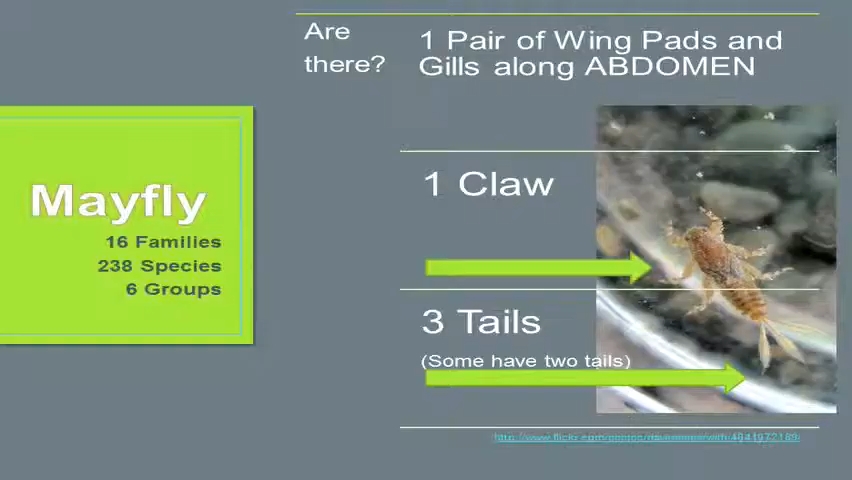 Are
there?
1 Pair of Wing Pads and
Gills along ABDOMEN
Mayfly
16 Families
238 Species
6 Groups
1 Claw
3 Tails
(Some have two tails)